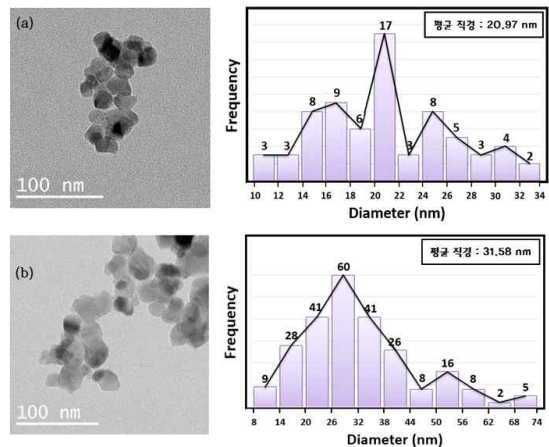 (a)
100 nm
평균 직경 : 20.97 nm
Frequency
3 3 8 9 6 17 3 8 5 3 4 2
10 12 14 16 18 20 22 24 26 28 30 32 34
Diameter (nm)
(b)
100 nm
평균 직경 : 31.58 nm
Frequency
9 28 41 60 41 26 8 16 8 2 5
8 14 20 26 32 38 44 50 56 62 68 74
Diameter (nm)